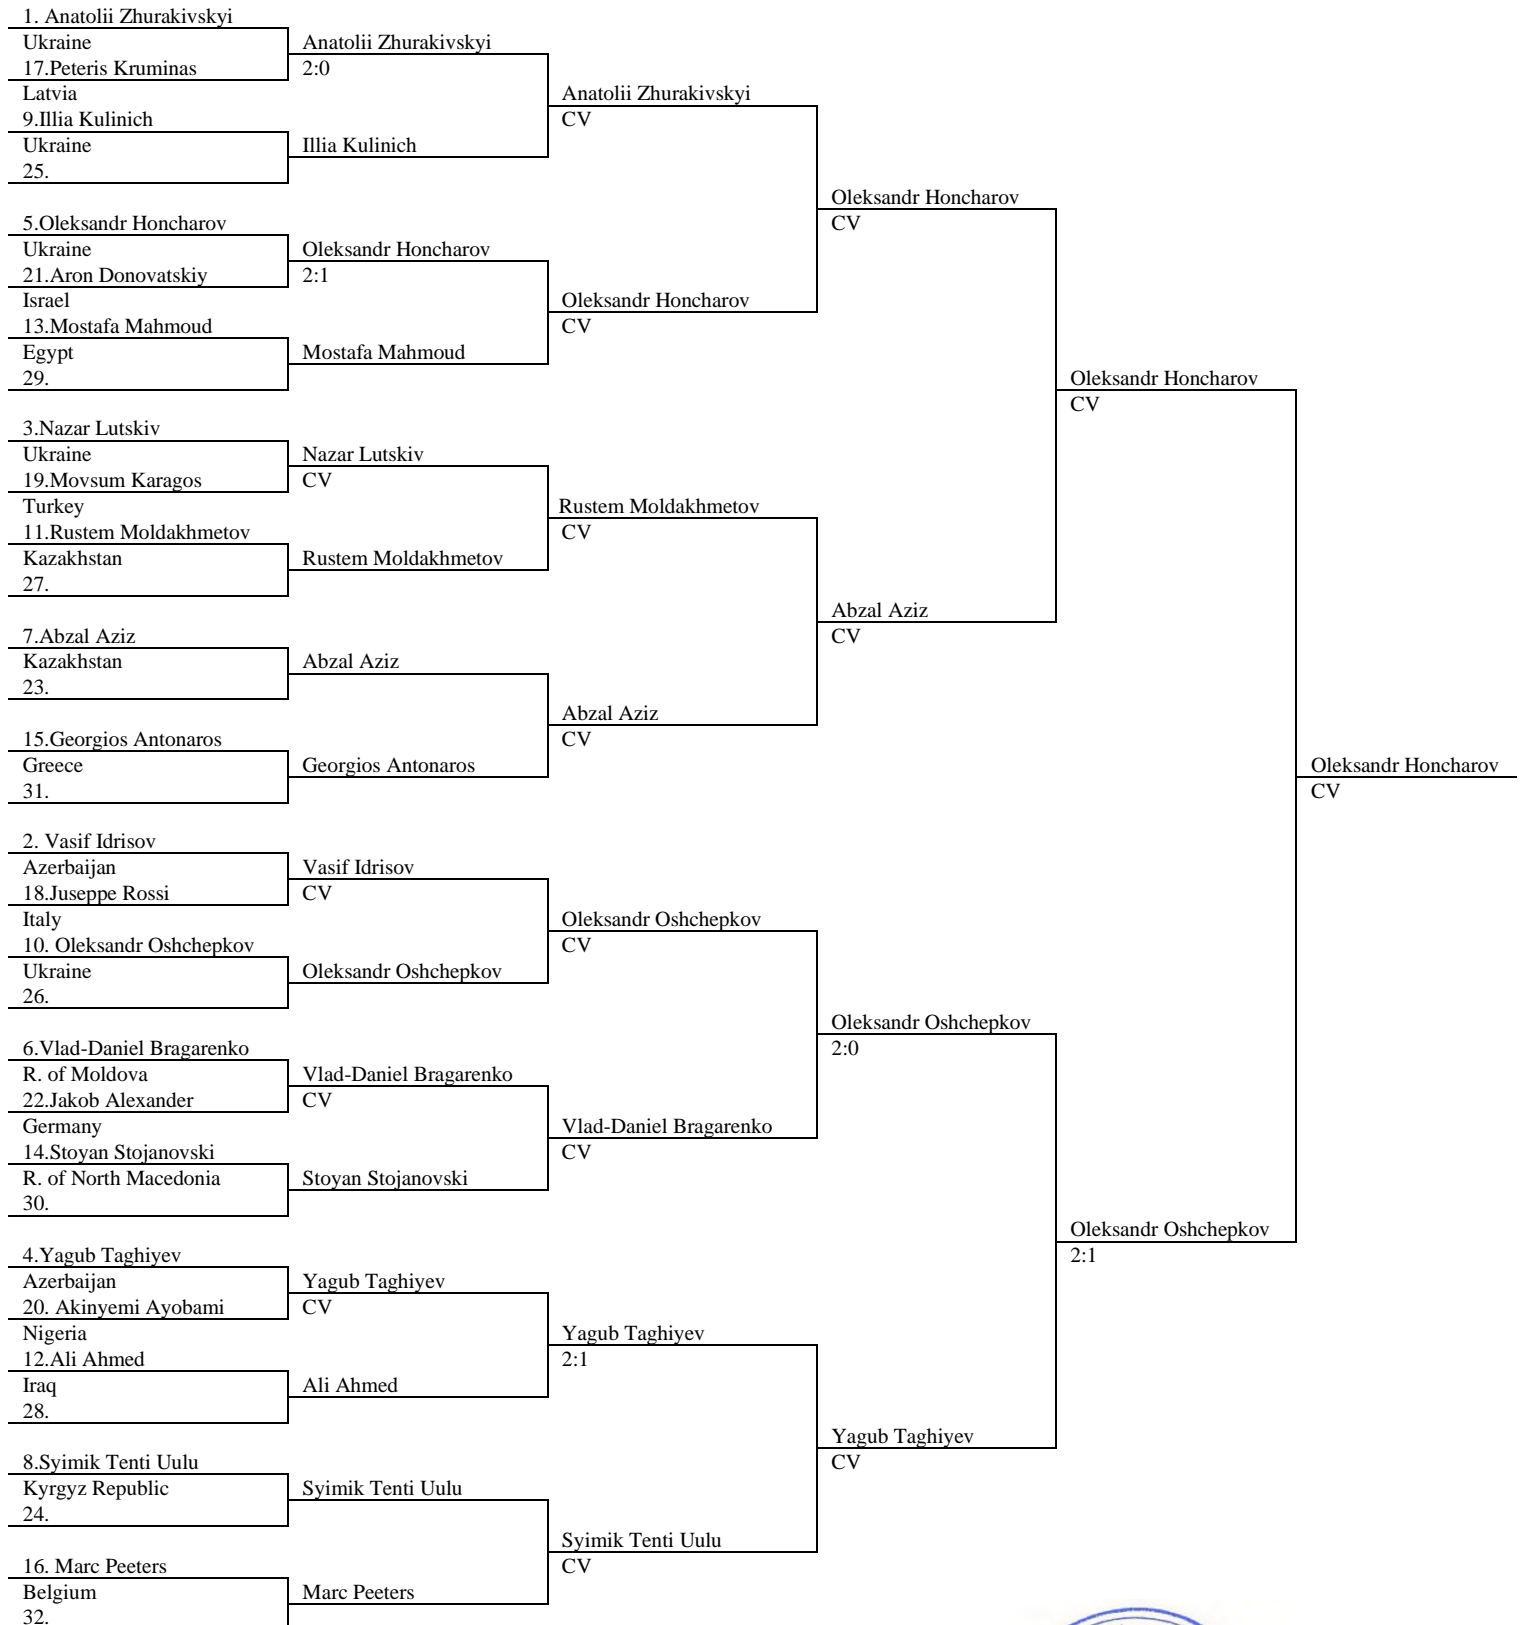 1. Anatolii Zhurakivskyi
Ukraine
17.Peteris Kruminas
Latvia
9.Illia Kulinich
Ukraine
25.
5.Oleksandr Honcharov
Ukraine
21.Aron Donovatskiy
Israel
13.Mostafa Mahmoud
Egypt
29.
3.Nazar Lutskiv
Ukraine
19.Movsum Karagos
Turkey
11.Rustem Moldakhmetov
Kazakhstan
27.
7.Abzal Aziz
Kazakhstan
23.
15.Georgios Antonaros
Greece
31.
2. Vasif Idrisov
Azerbaijan
18.Juseppe Rossi
Italy
10. Oleksandr Oshchepkov
Ukraine
26.
6.Vlad-Daniel Bragarenko
R. of Moldova
22.Jakob Alexander
Germany
14.Stoyan Stojanovski
R. of North Macedonia
30.
4.Yagub Taghiyev
Azerbaijan
20. Akinyemi Ayobami
Nigeria
12.Ali Ahmed
Iraq
28.
8.Syimik Tenti Uulu
Kyrgyz Republic
24.
16. Marc Peeters
Belgium
32.
Anatolii Zhurakivskyi
2:0
Illia Kulinich
Oleksandr Honcharov
2:1
Mostafa Mahmoud
Nazar Lutskiv
CV
Rustem Moldakhmetov
Abzal Aziz
Georgios Antonaros
Vasif Idrisov
CV
Oleksandr Oshchepkov
Vlad-Daniel Bragarenko
CV
Stoyan Stojanovski
Yagub Taghiyev
CV
Ali Ahmed
Syimik Tenti Uulu
Marc Peeters
Anatolii Zhurakivskyi
CV
Oleksandr Honcharov
CV
Rustem Moldakhmetov
CV
Abzal Aziz
CV
Oleksandr Oshchepkov
CV
Vlad-Daniel Bragarenko
CV
Yagub Taghiyev
2:1
Syimik Tenti Uulu
CV
Oleksandr Honcharov
CV
Abzal Aziz
CV
Oleksandr Oshchepkov
2:0
Yagub Taghiyev
CV
Oleksandr Honcharov
CV
Oleksandr Oshchepkov
2:1
Oleksandr Honcharov
CV